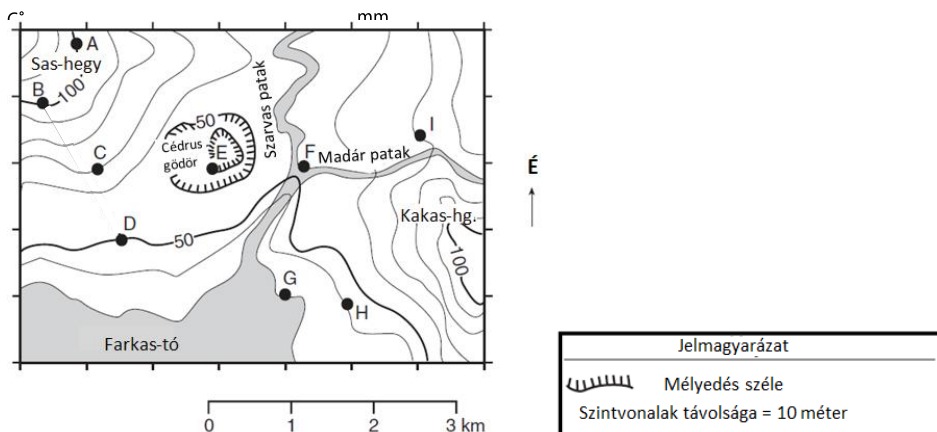 C°
mm
A
Sas-hegy
B
100
50
Cédrus
gödör
E
Szarvas patak
C
F
Madár patak
I
É
Kakas-hg.
D
50
100
G
H
Farkas-tó
0 1 2 3 km
Jelmagyarázat
Mélyedés széle
Szintvonalak távolsága = 10 méter